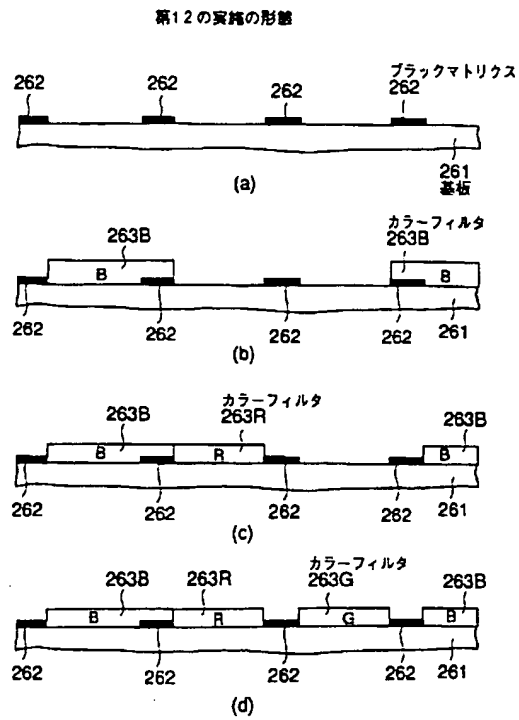 第12の実施の形態
ブラックマトリクス
262 262 262 262
261
基板
(a)
カラーフィルタ
263B 263B
B B
262 262 262 262 261
(b)
カラーフィルタ
263B 263R 263B
B R B
262 262 262 262 261
(c)
カラーフィルタ
263B 263R 263G 263B
B R G B
262 262 262 262 261
(d)